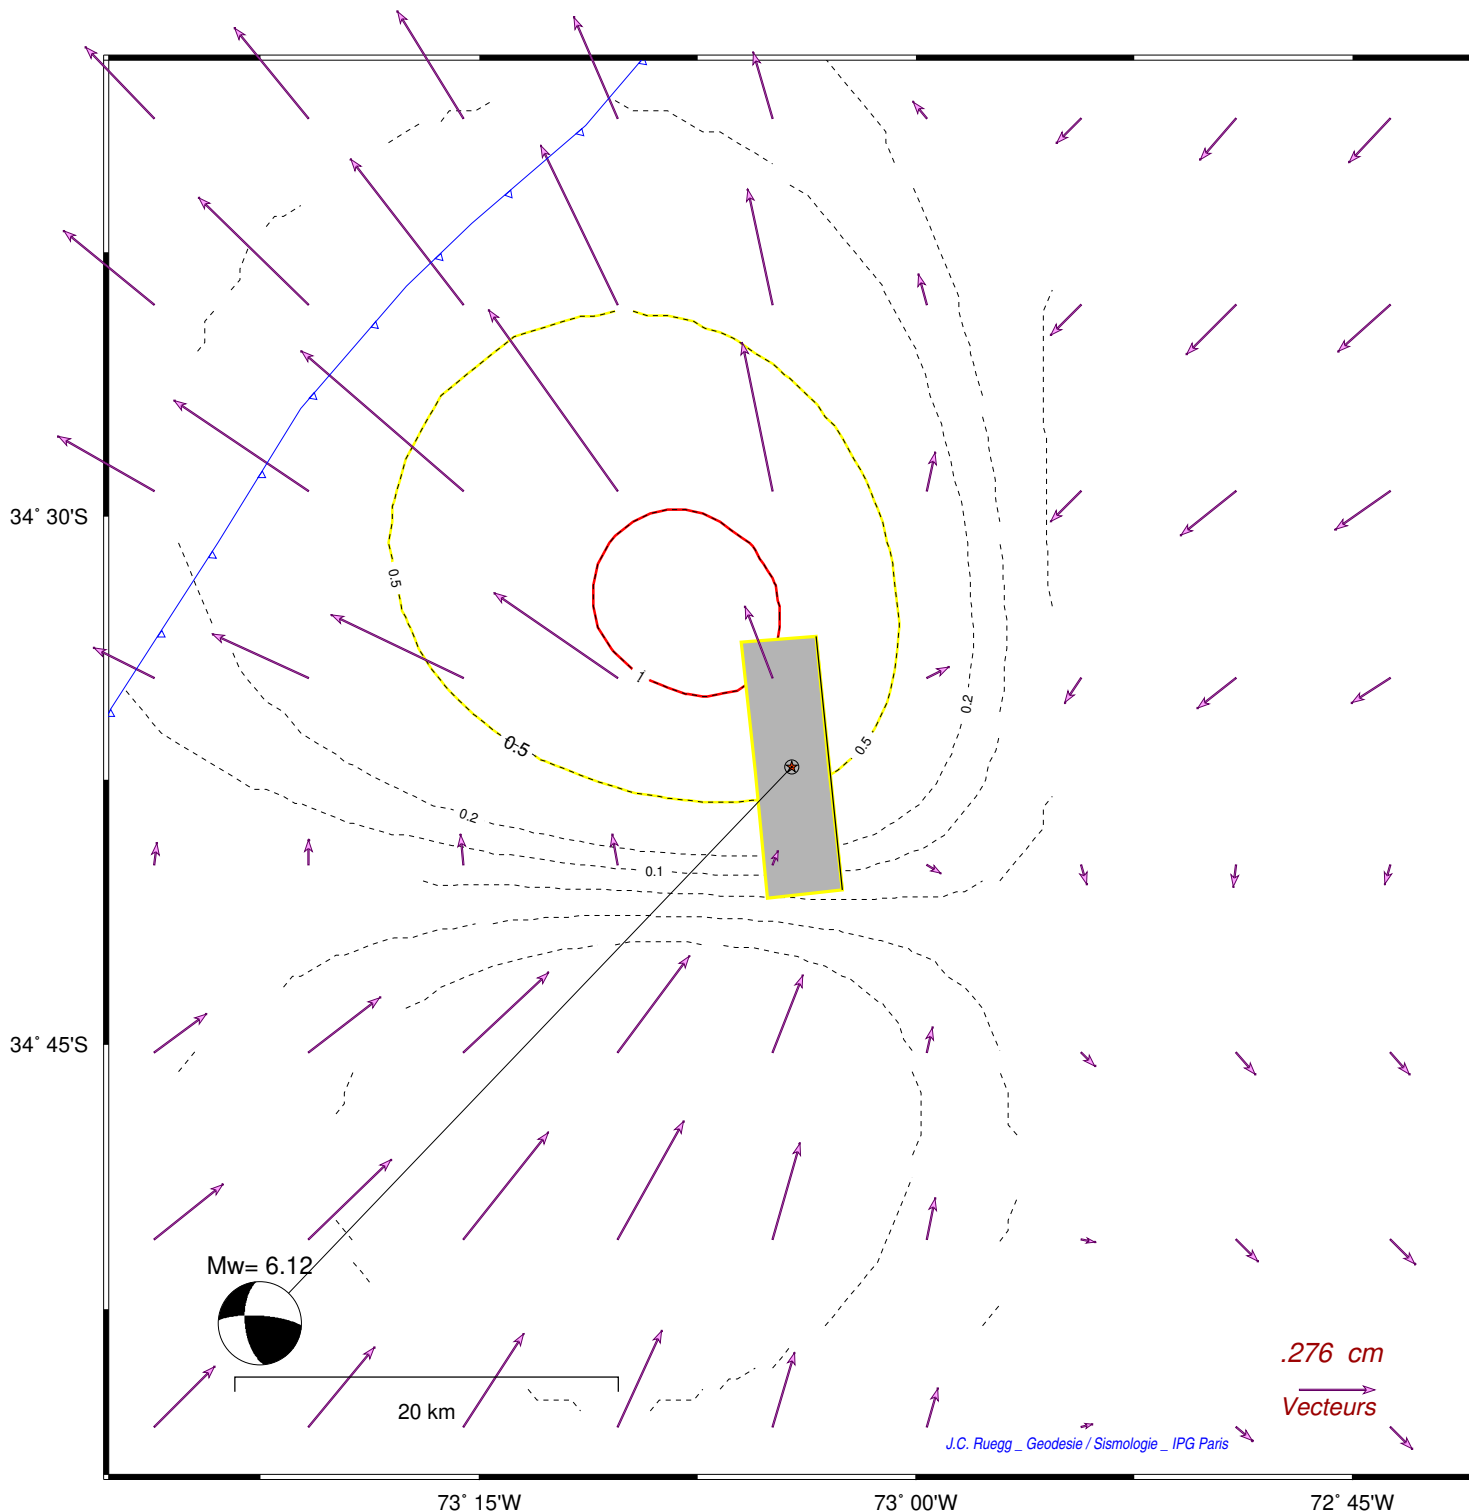 34° 30'S
0.5
1
0.2
0.5
0.5
0.2
0.1
34° 45'S
Mw= 6.12
.276 cm
20 km
Vecteurs
J.C. Ruegg _ Geodesie / Sismologie _ IPG Paris
73° 15'W
73° 00'W
72° 45'W